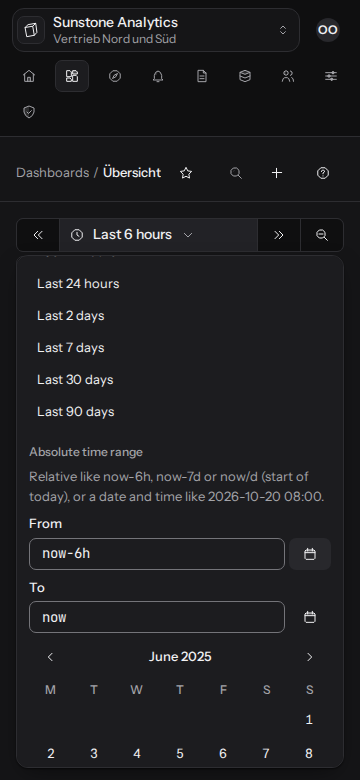 Sunstone Analytics
Vertrieb Nord und Süd
OO
Dashboards / Übersicht
Last 6 hours
Last 24 hours
Last 2 days
Last 7 days
Last 30 days
Last 90 days
Absolute time range
Relative like now-6h, now-7d or now/d (start of
today), or a date and time like 2026-10-20 08:00.
From
now-6h
To
now
June 2025
M T W T F S S
1
2 3 4 5 6 7 8